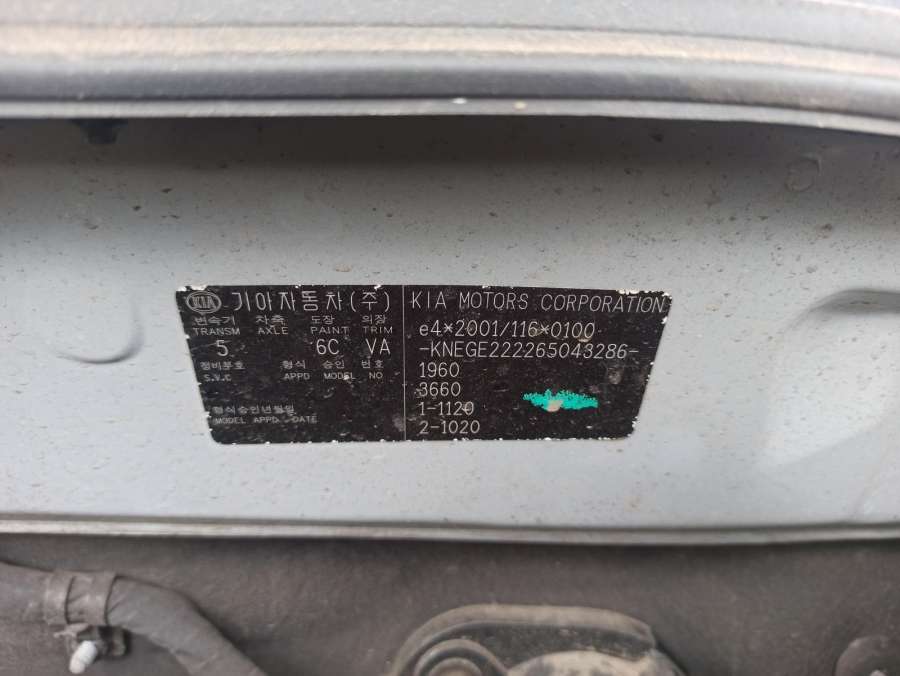 KIA 기아자동차(주)
변속기 차축 도장 의장
TRANSM AXLE PAINT TRIM
5 6C VA
정비부호 형식 승인 번호
S.V.C APPD MODEL NO
형식승인년월일
MODEL APPD. DATE
KIA MOTORS CORPORATION
e4*2001/116*0100
-KNEGE222265043286-
1960
3660
1-1120
2-1020